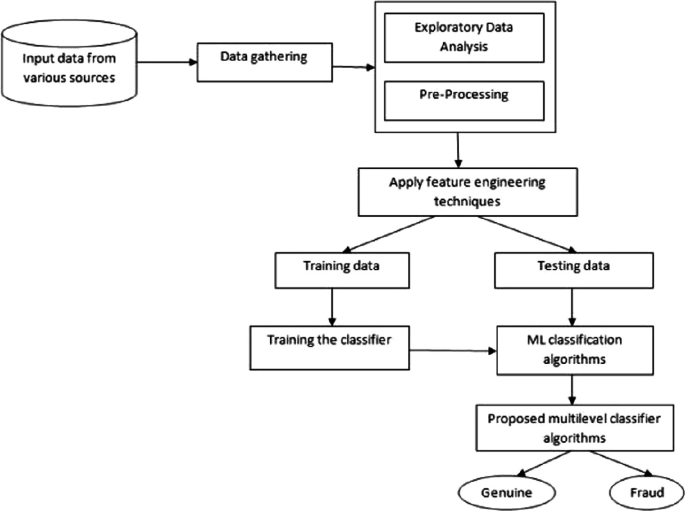 Input data from
various sources
Data gathering
Exploratory Data
Analysis
Pre-Processing
Apply feature engineering
techniques
Training data
Testing data
Training the classifier
ML classification
algorithms
Proposed multilevel classifier
algorithms
Genuine
Fraud